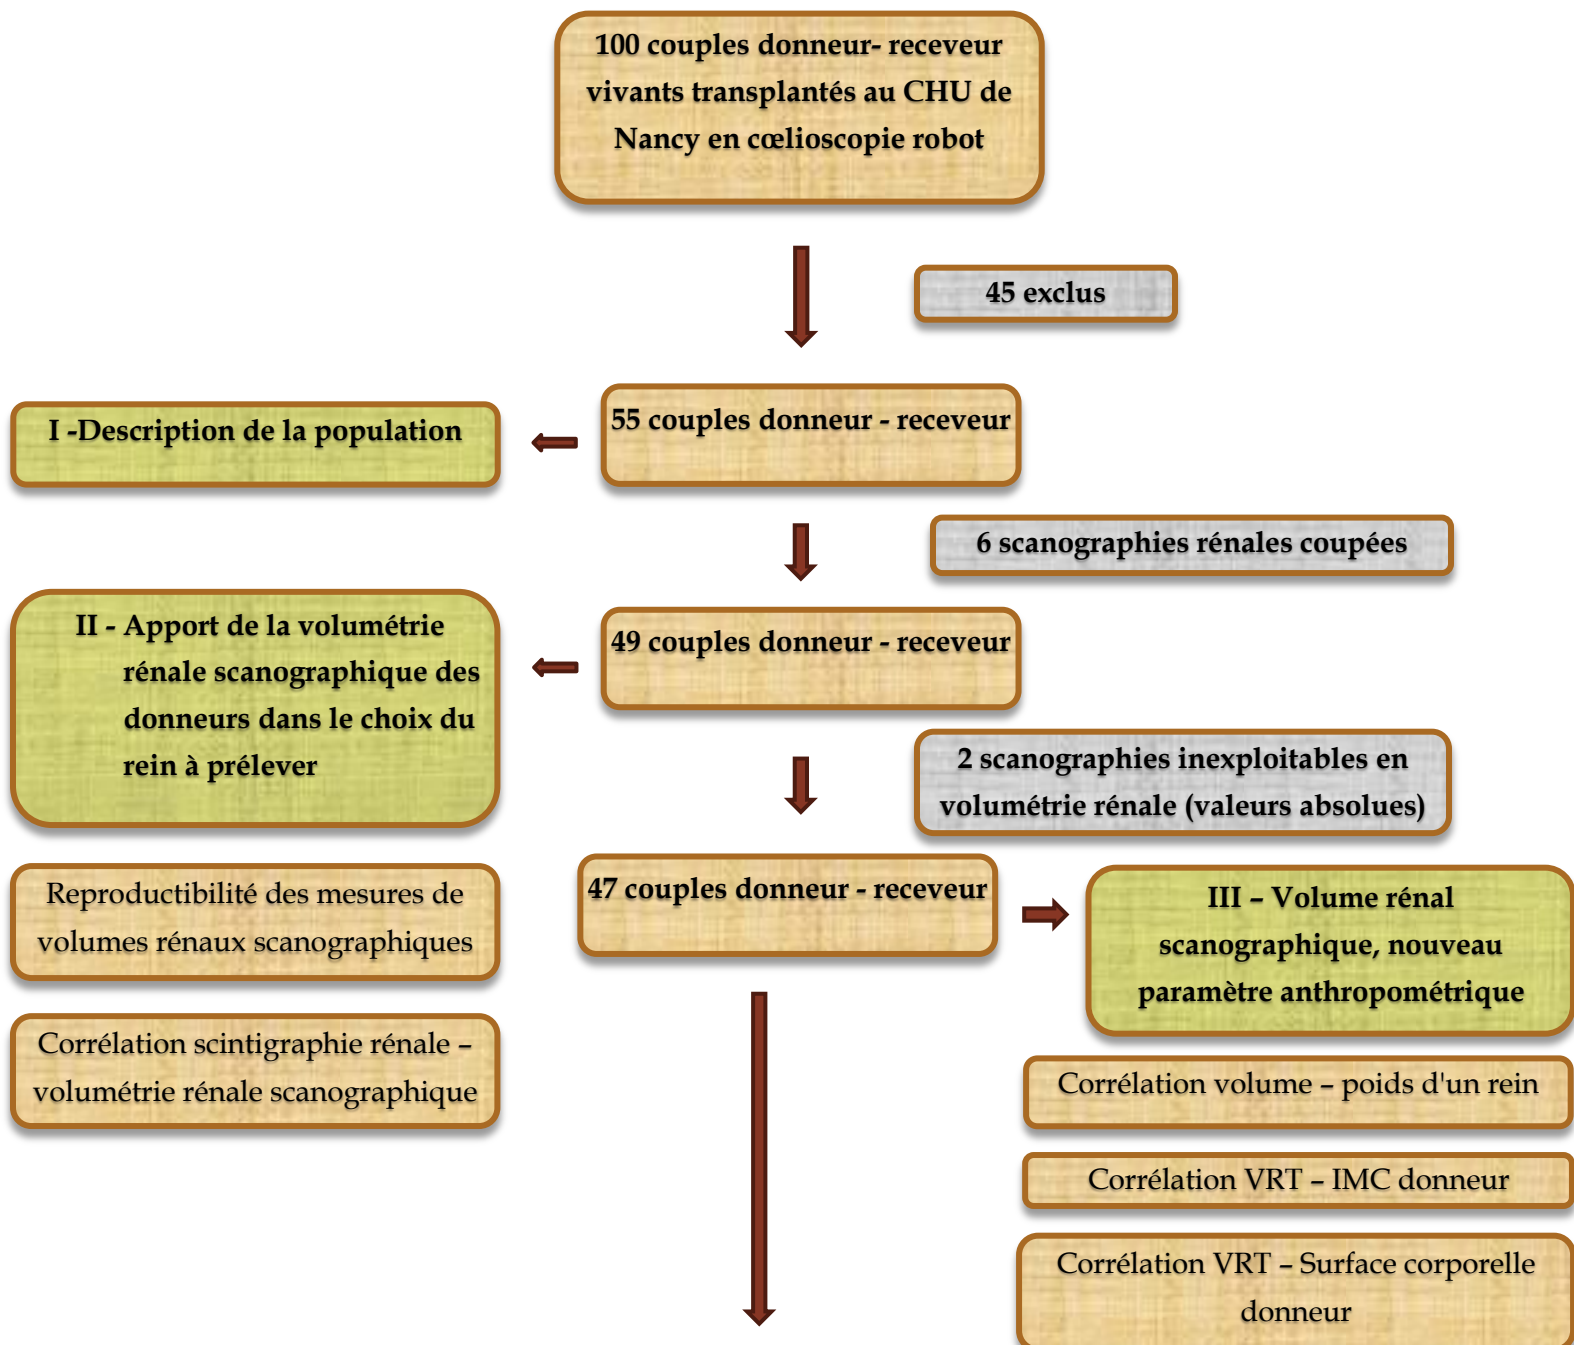 100 couples donneur- receveur
vivants transplantés au CHU de
Nancy en cœlioscopie robot
45 exclus
55 couples donneur - receveur
I -Description de la population
6 scanographies rénales coupées
49 couples donneur - receveur
II - Apport de la volumétrie
rénale scanographique des
donneurs dans le choix du
rein à prélever
2 scanographies inexploitables en
volumétrie rénale (valeurs absolues)
Reproductibilité des mesures de
volumes rénaux scanographiques
Corrélation scintigraphie rénale –
volumétrie rénale scanographique
47 couples donneur - receveur
III – Volume rénal
scanographique, nouveau
paramètre anthropométrique
Corrélation volume – poids d'un rein
Corrélation VRT – IMC donneur
Corrélation VRT – Surface corporelle
donneur